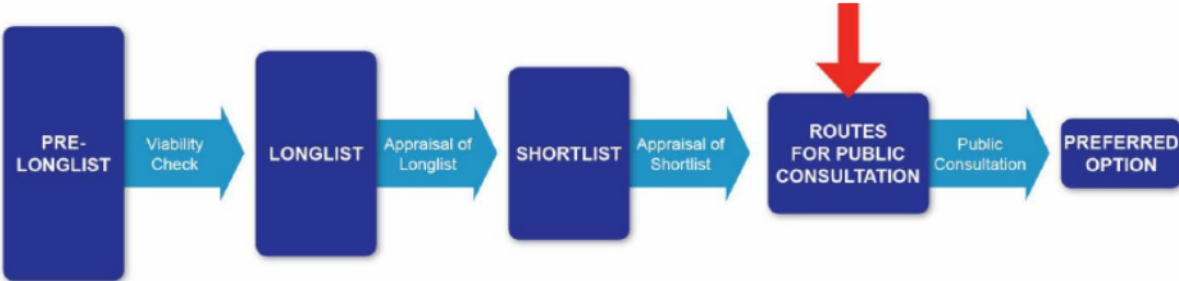 PRE-
LONGLIST
Viability
Check
LONGLIST
Appraisal of
Longlist
SHORTLIST
Appraisal of
Shortlist
ROUTES
FOR PUBLIC
CONSULTATION
Public
Consultation
PREFERRED
OPTION